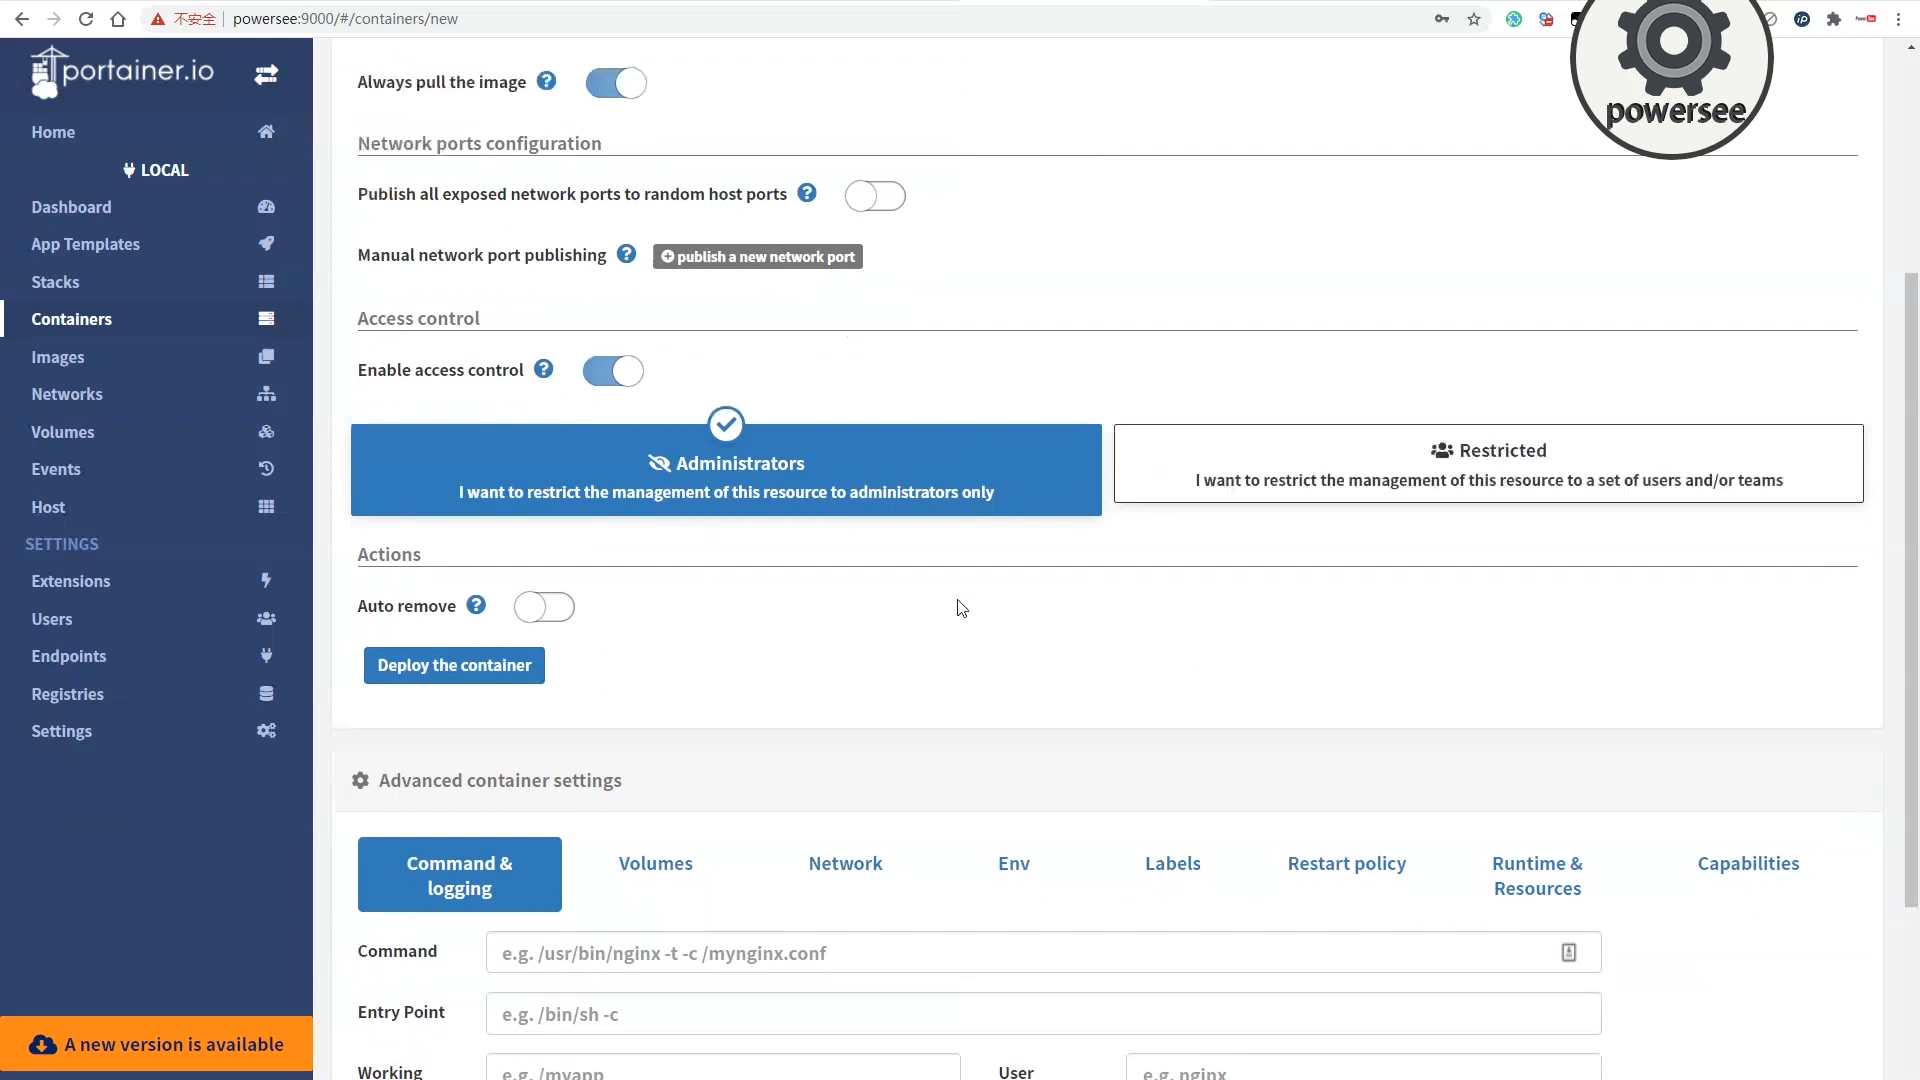 不安全 powersee:9000/#/containers/new
portainer.io
Home
LOCAL
Dashboard
App Templates
Stacks
Containers
Images
Networks
Volumes
Events
Host
SETTINGS
Extensions
Users
Endpoints
Registries
Settings
A new version is available
powersee
Always pull the image
Network ports configuration
Publish all exposed network ports to random host ports
Manual network port publishing publish a new network port
Access control
Enable access control
Administrators
I want to restrict the management of this resource to administrators only
Restricted
I want to restrict the management of this resource to a set of users and/or teams
Actions
Auto remove
Deploy the container
Advanced container settings
Command &
logging
Volumes
Network
Env
Labels
Restart policy
Runtime &
Resources
Capabilities
Command e.g. /usr/bin/nginx -t -c /mynginx.conf
Entry Point e.g. /bin/sh -c
Working e.g. /myapp User e.g. nginx